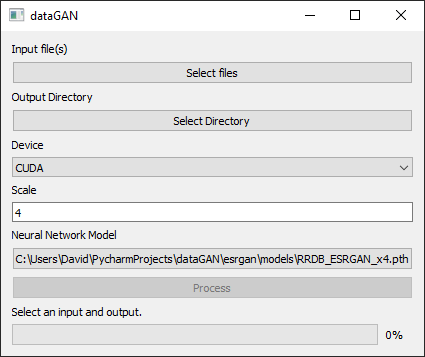 dataGAN
Input file(s)
Select files
Output Directory
Select Directory
Device
CUDA
Scale
4
Neural Network Model
C:\Users\David\PycharmProjects\dataGAN\esrgan\models\RRDB_ESRGAN_x4.pth
Process
Select an input and output.
0%